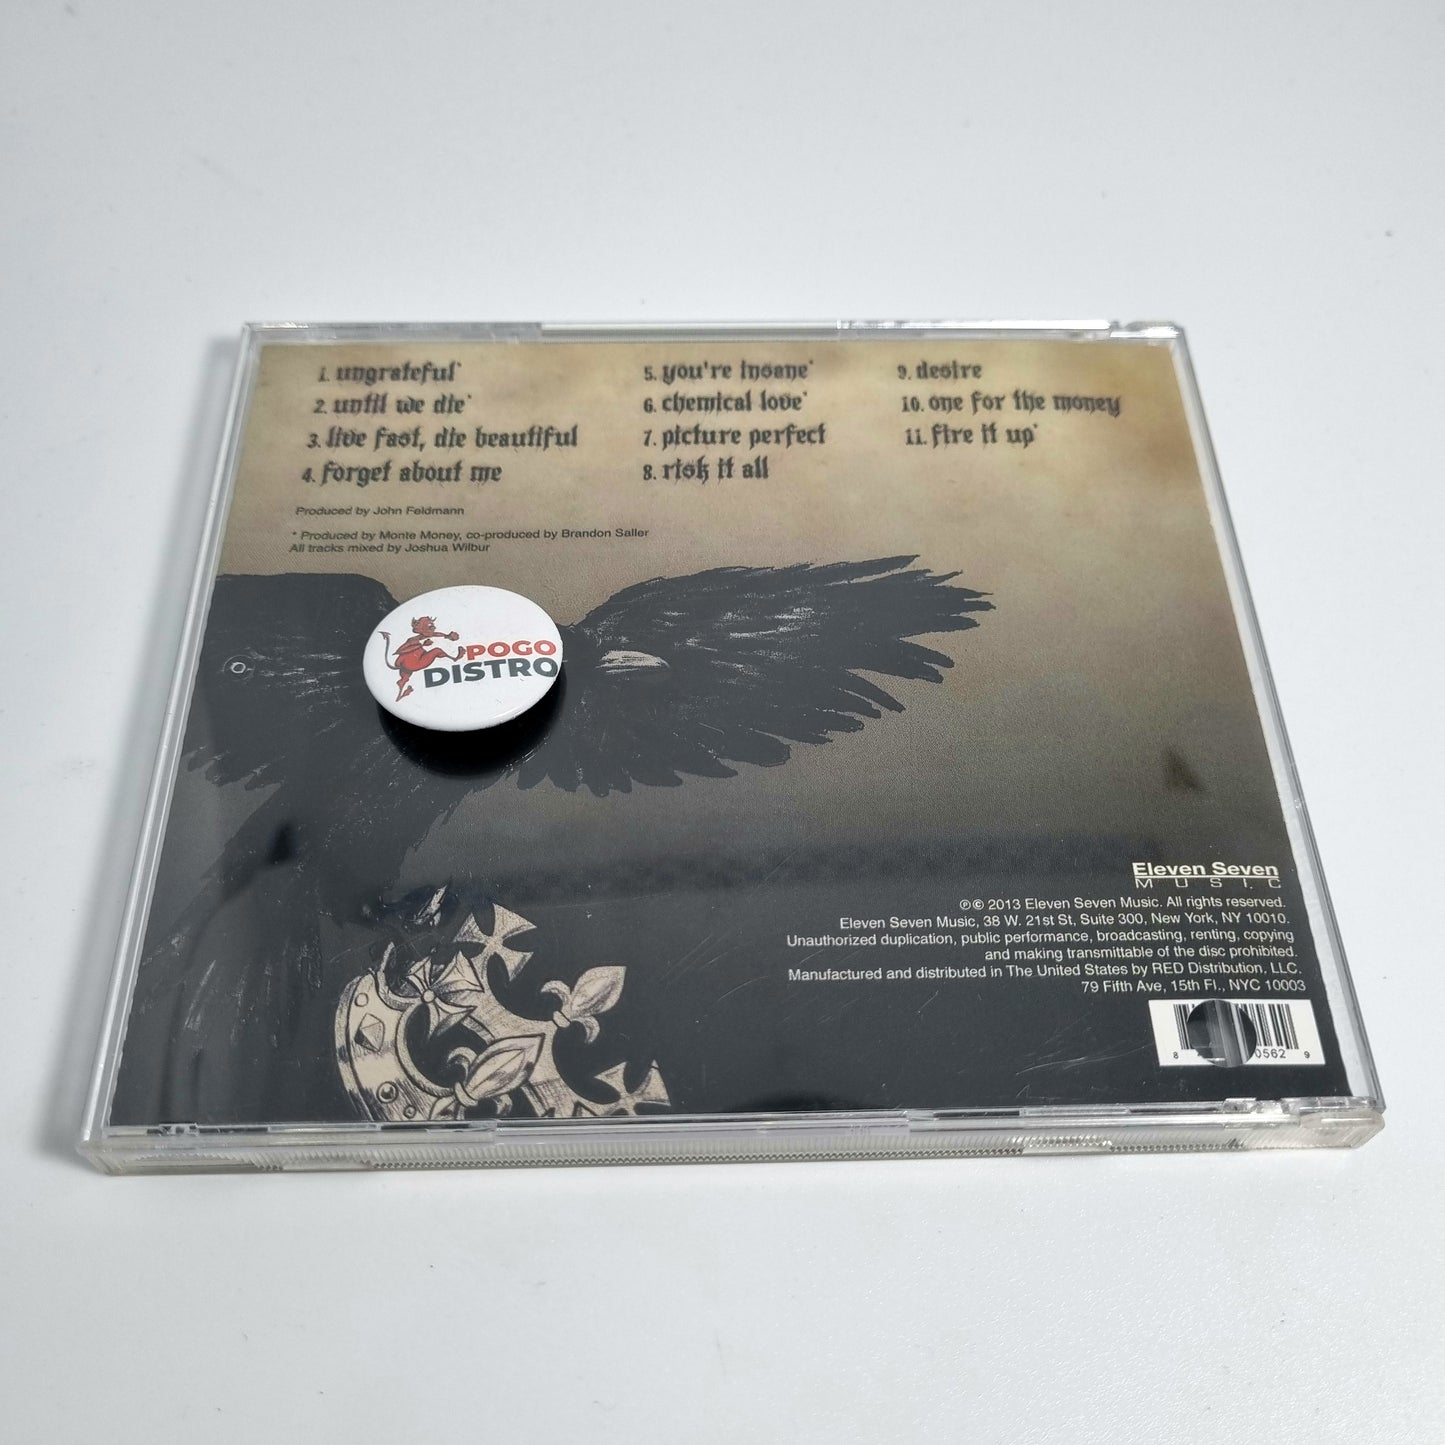 1. ungrateful*
2. until we die*
3. live fast, die beautiful
4. forget about me
5. you're insane*
6. chemical love*
7. picture perfect
8. risk it all
9. desire
10. one for the money
11. fire it up*
Produced by John Feldmann
* Produced by Monte Money, co-produced by Brandon Saller
All tracks mixed by Joshua Wilbur
POGO
DISTRO
Eleven Seven
MUSIC
℗© 2013 Eleven Seven Music. All rights reserved.
Eleven Seven Music, 38 W. 21st St, Suite 300, New York, NY 10010.
Unauthorized duplication, public performance, broadcasting, renting, copying
and making transmittable of the disc prohibited.
Manufactured and distributed in The United States by RED Distribution, LLC.
79 Fifth Ave, 15th Fl., NYC 10003
8 0562 9